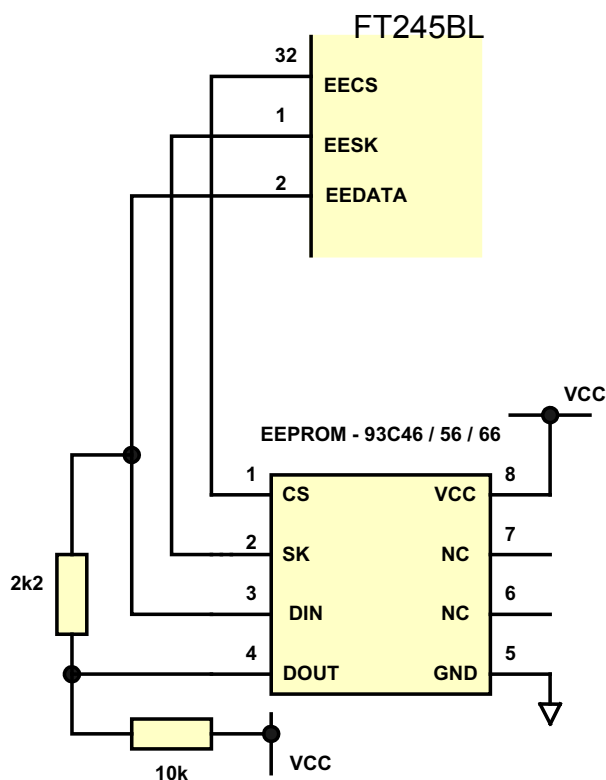 FT245BL
32
EECS
1
EESK
2
EEDATA
VCC
EEPROM - 93C46 / 56 / 66
1
CS
VCC
8
2
SK
NC
7
2k2
3
DIN
NC
6
4
DOUT
GND
5
10k
VCC